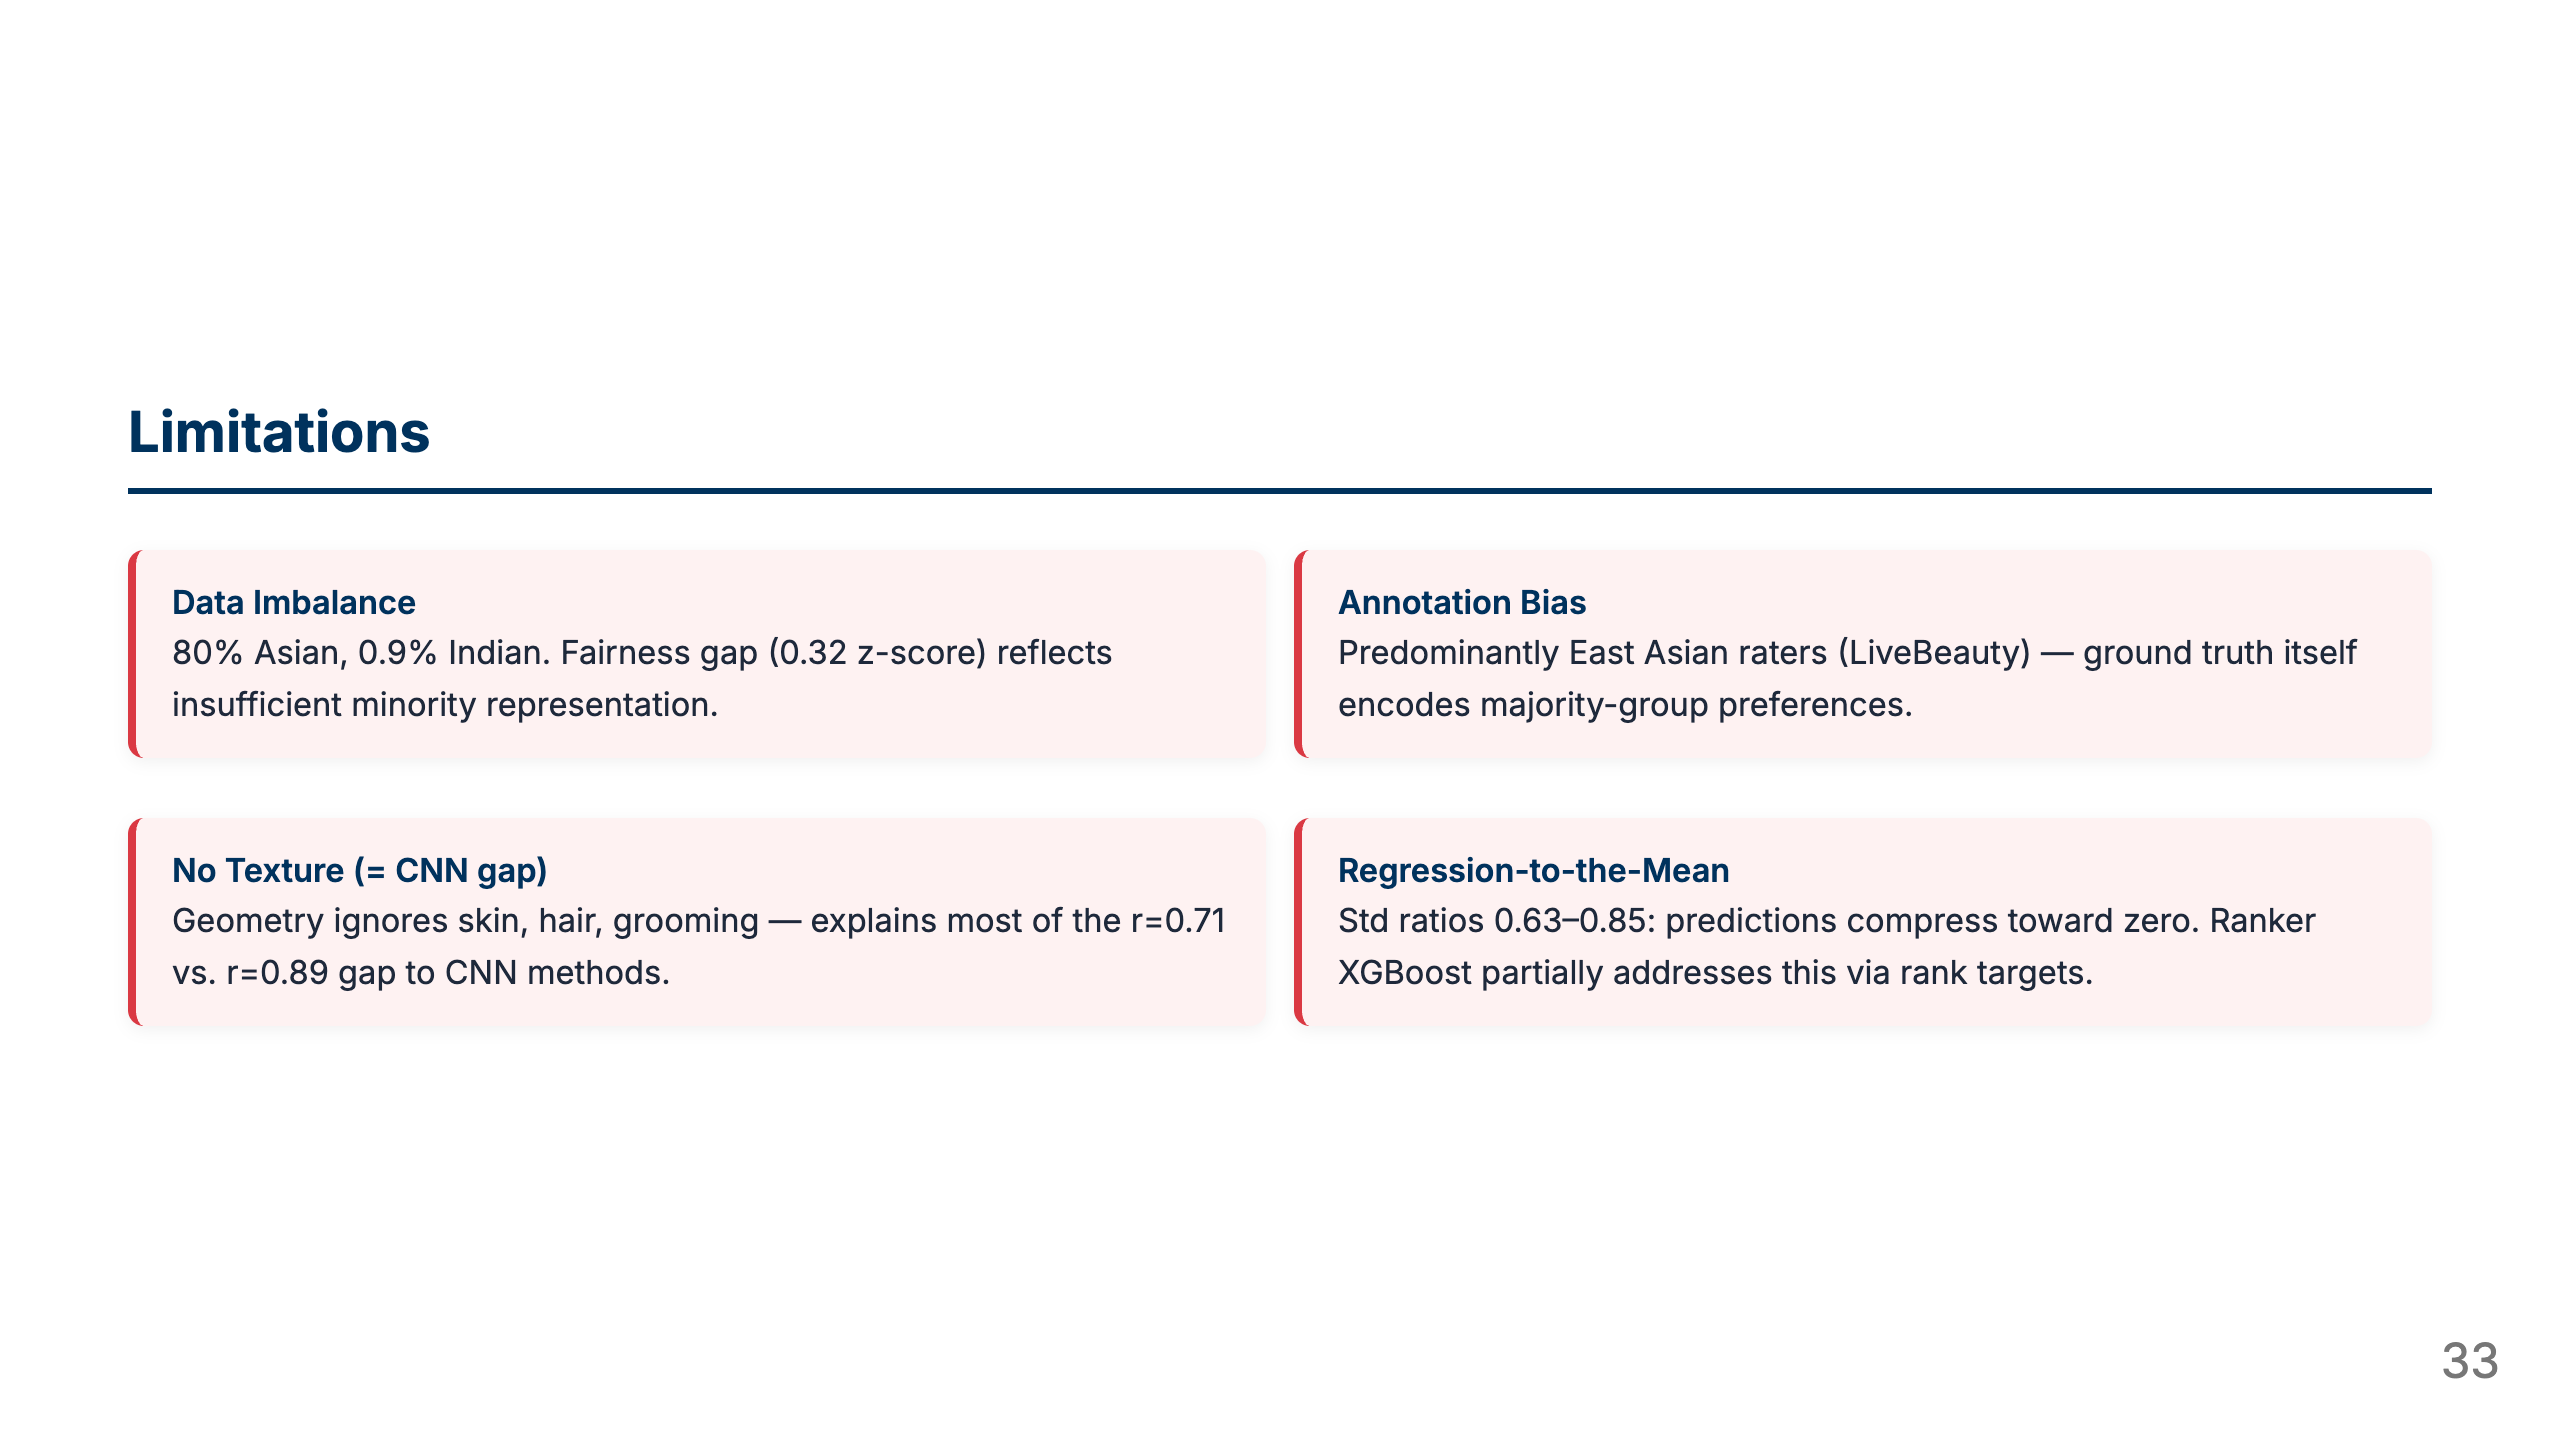 Limitations
Data Imbalance
80% Asian, 0.9% Indian. Fairness gap (0.32 z-score) reflects
insufficient minority representation.
Annotation Bias
Predominantly East Asian raters (LiveBeauty) — ground truth itself
encodes majority-group preferences.
No Texture (= CNN gap)
Geometry ignores skin, hair, grooming — explains most of the r=0.71
vs. r=0.89 gap to CNN methods.
Regression-to-the-Mean
Std ratios 0.63–0.85: predictions compress toward zero. Ranker
XGBoost partially addresses this via rank targets.
33